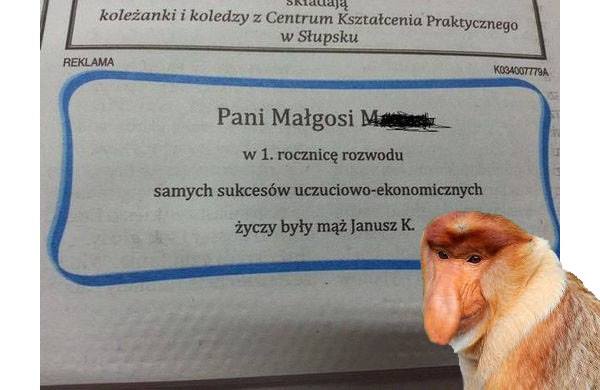 składają
koleżanki i koledzy z Centrum Kształcenia Praktycznego
w Słupsku
REKLAMA
K034007779A
Pani Małgosi
w 1. rocznicę rozwodu
samych sukcesów uczuciowo-ekonomicznych
życzy były mąż Janusz K.